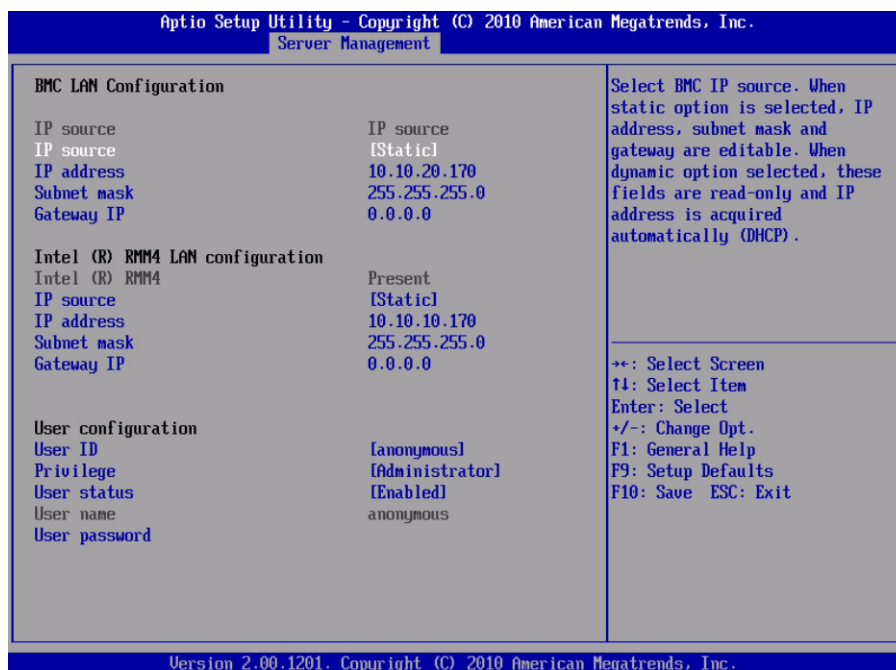 Aptio Setup Utility - Copyright (C) 2010 American Megatrends, Inc.
Server Management
BMC LAN Configuration
IP source IP source
IP source [Static]
IP address 10.10.20.170
Subnet mask 255.255.255.0
Gateway IP 0.0.0.0
Intel (R) RMM4 LAN configuration
Intel (R) RMM4 Present
IP source [Static]
IP address 10.10.10.170
Subnet mask 255.255.255.0
Gateway IP 0.0.0.0
User configuration
User ID [anonymous]
Privilege [Administrator]
User status [Enabled]
User name anonymous
User password
Select BMC IP source. When
static option is selected, IP
address, subnet mask and
gateway are editable. When
dynamic option selected, these
fields are read-only and IP
address is acquired
automatically (DHCP).
→←: Select Screen
↑↓: Select Item
Enter: Select
+/-: Change Opt.
F1: General Help
F9: Setup Defaults
F10: Save ESC: Exit
Version 2.00.1201. Copyright (C) 2010 American Megatrends, Inc.